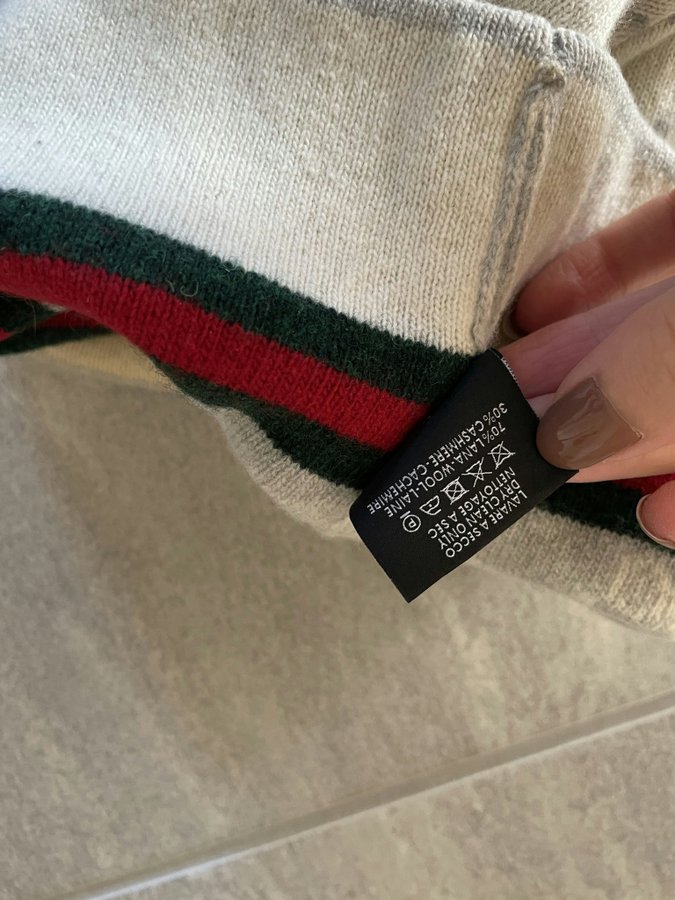 70% LANA-WOOL-LAINE
30% CASHMERE-CACHEMIRE
P
LAVARE A SECCO
DRY CLEAN ONLY
NETTOYAGE A SEC